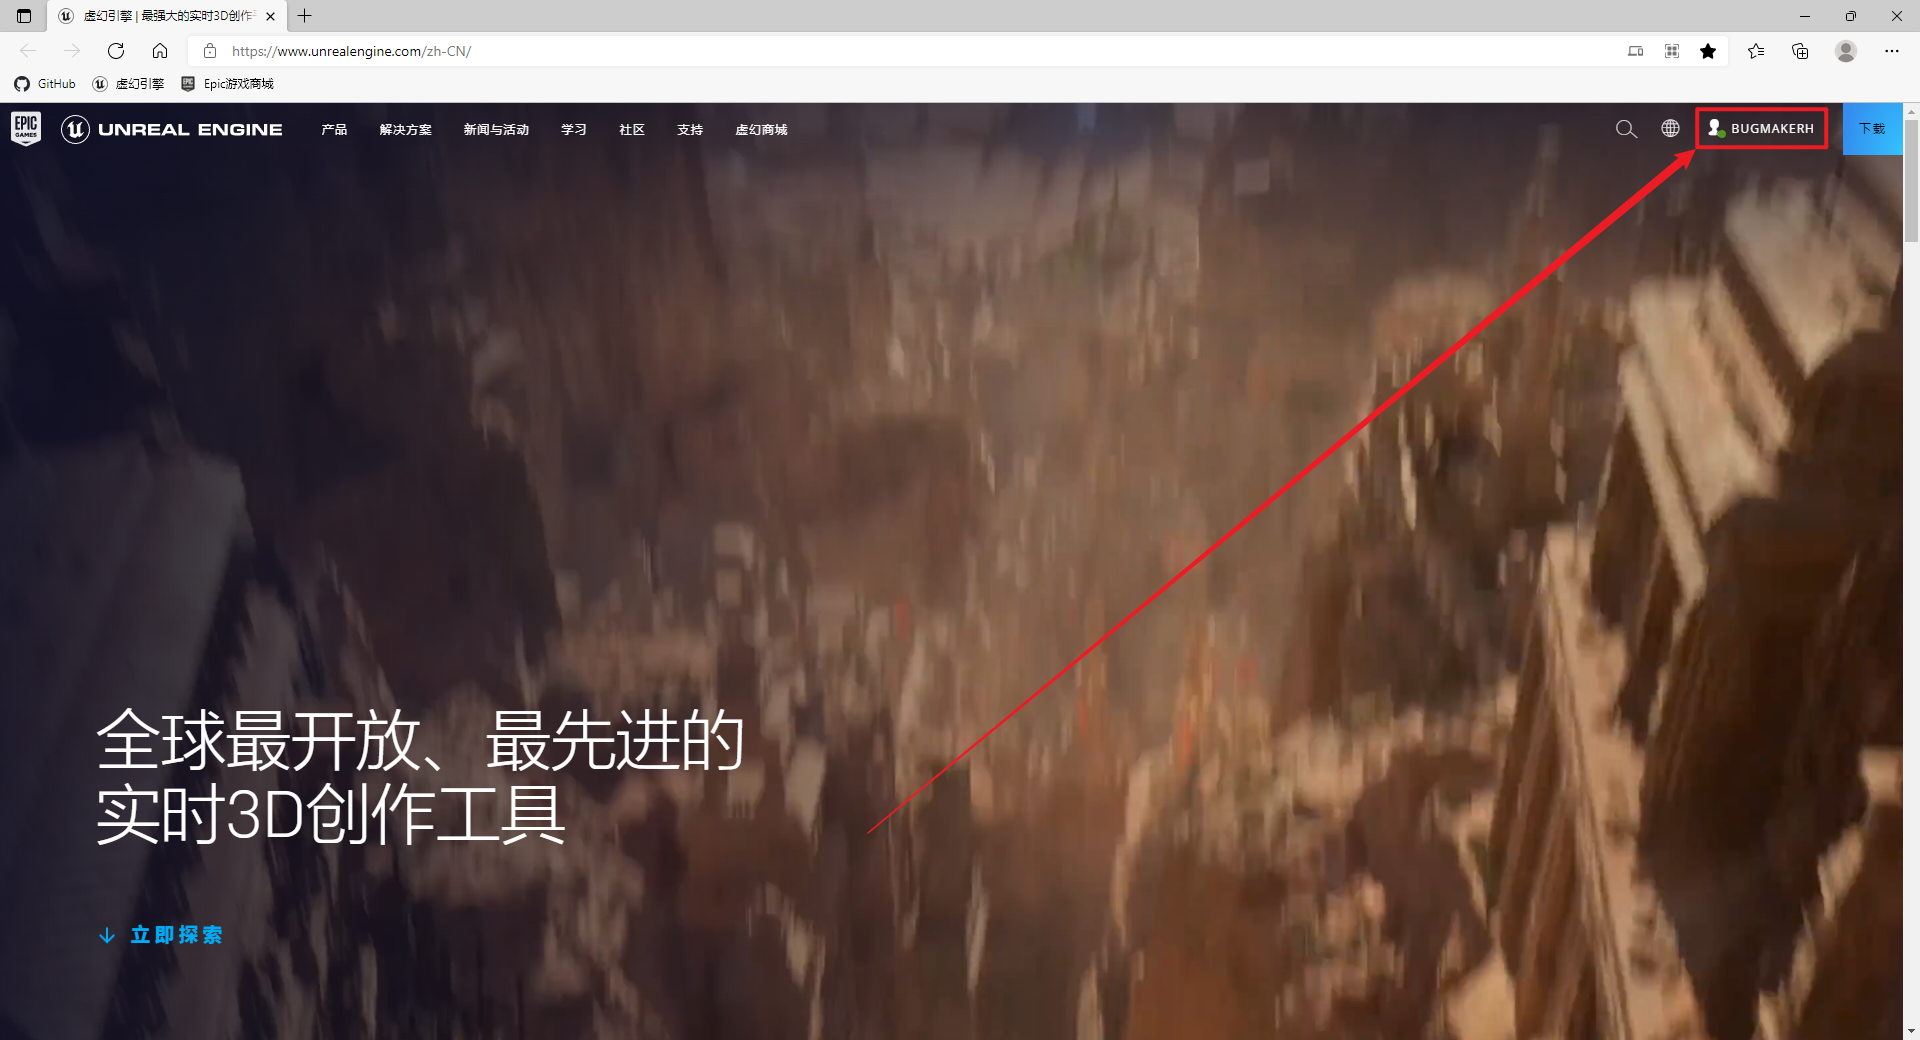 虚幻引擎 | 最强大的实时3D创作
https://www.unrealengine.com/zh-CN/
GitHub
虚幻引擎
Epic游戏商城
EPIC
GAMES
UNREAL ENGINE
产品
解决方案
新闻与活动
学习
社区
支持
虚幻商城
BUGMAKERH
下载
全球最开放、最先进的
实时3D创作工具
立即探索